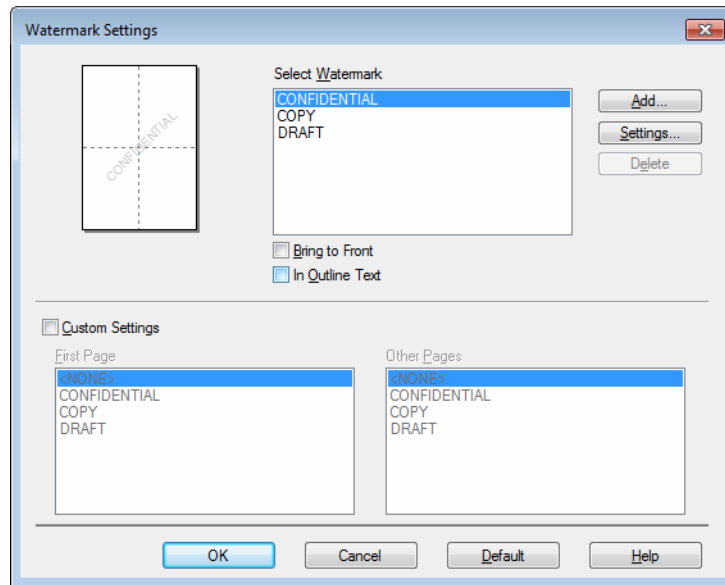 Watermark Settings
Select Watermark
CONFIDENTIAL
CONFIDENTIAL
COPY
DRAFT
Add...
Settings...
Delete
Bring to Front
In Outline Text
Custom Settings
First Page
<NONE>
CONFIDENTIAL
COPY
DRAFT
Other Pages
<NONE>
CONFIDENTIAL
COPY
DRAFT
OK
Cancel
Default
Help